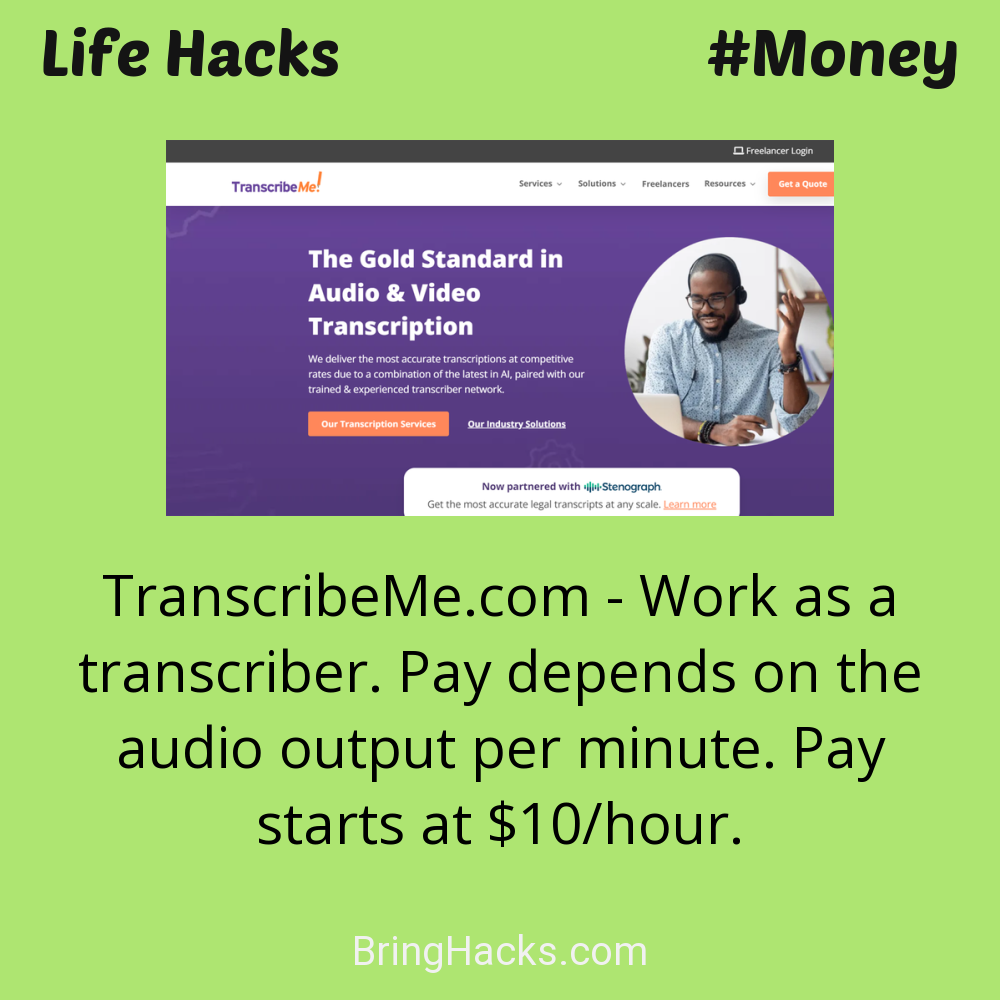 Life Hacks #Money
Freelancer Login
TranscribeMe! Services Solutions Freelancers Resources Get a Quote
The Gold Standard in
Audio & Video
Transcription
We deliver the most accurate transcriptions at competitive
rates due to a combination of the latest in AI, paired with our
trained & experienced transcriber network.
Our Transcription Services Our Industry Solutions
Now partnered with Stenograph
Get the most accurate legal transcripts at any scale. Learn more
TranscribeMe.com - Work as a
transcriber. Pay depends on the
audio output per minute. Pay
starts at $10/hour.
BringHacks.com